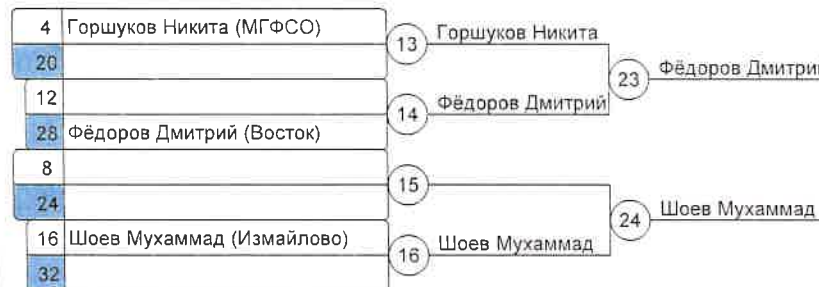 4 Горшуков Никита (МГФСО)
20
13 Горшуков Никита
12
28 Фёдоров Дмитрий (Восток)
14 Фёдоров Дмитрий
23 Фёдоров Дмитрий
8
24
15
16 Шоев Мухаммад (Измайлово)
32
16 Шоев Мухаммад
24 Шоев Мухаммад